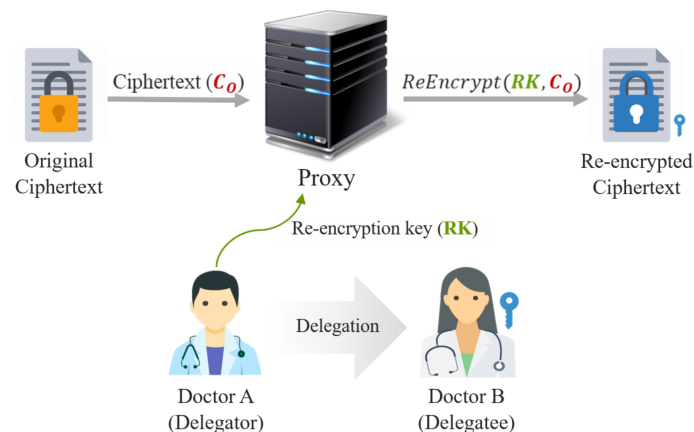 Ciphertext (C_O)
ReEncrypt(RK, C_O)
Original
Ciphertext
Proxy
Re-encrypted
Ciphertext
Re-encryption key (RK)
Delegation
Doctor A
(Delegator)
Doctor B
(Delegatee)